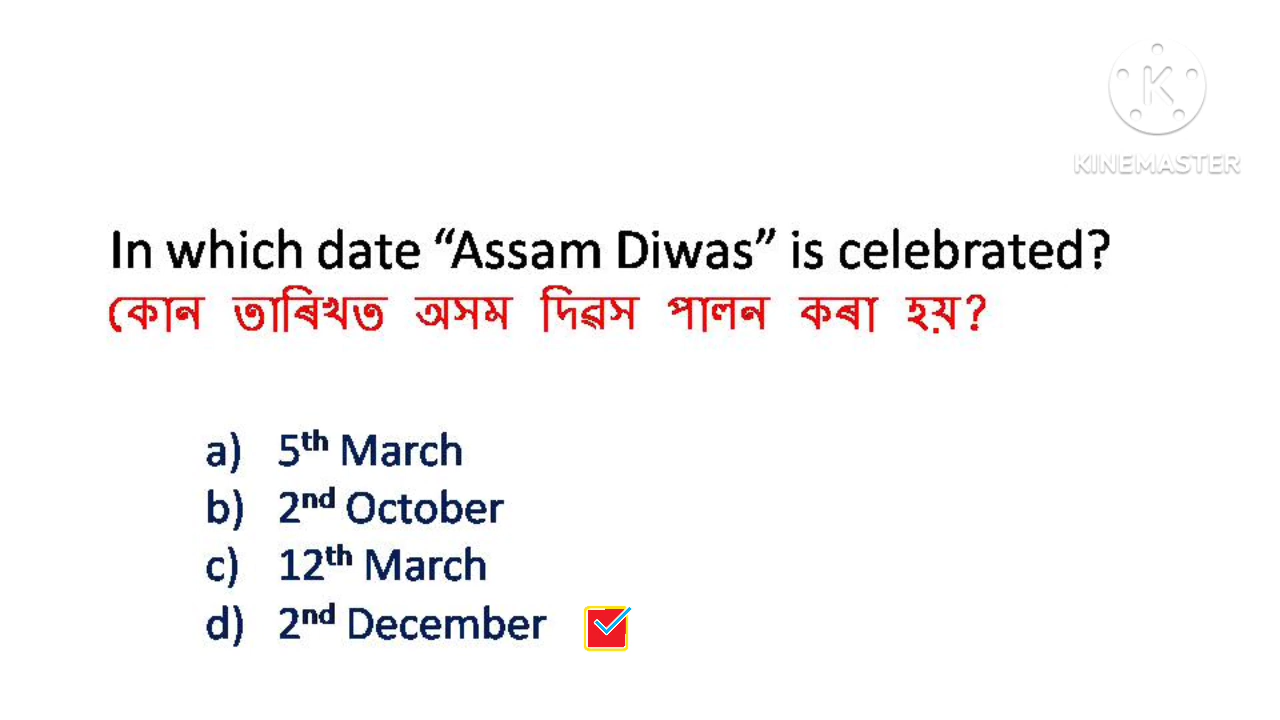 K
KINEMASTER
In which date “Assam Diwas” is celebrated?
কোন তাৰিখত অসম দিৱস পালন কৰা হয়?
a) 5th March
b) 2nd October
c) 12th March
d) 2nd December